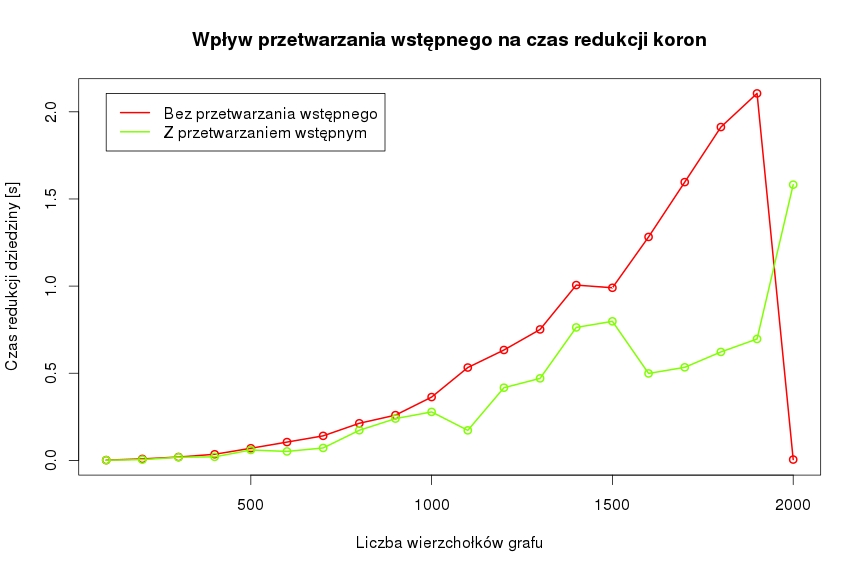 Wpływ przetwarzania wstępnego na czas redukcji koron
Bez przetwarzania wstępnego
Z przetwarzaniem wstępnym
Czas redukcji dziedziny [s]
2.0
1.5
1.0
0.5
0.0
500
1000
1500
2000
Liczba wierzchołków grafu